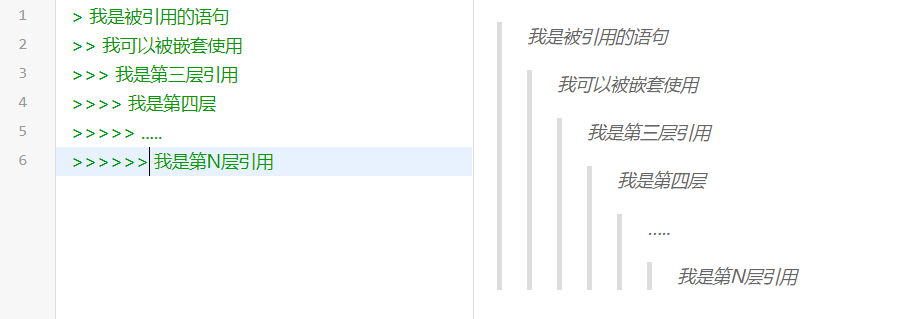 1 > 我是被引用的语句
2 >> 我可以被嵌套使用
3 >>> 我是第三层引用
4 >>>> 我是第四层
5 >>>>> .....
6 >>>>>> 我是第N层引用
我是被引用的语句
我可以被嵌套使用
我是第三层引用
我是第四层
.....
我是第N层引用